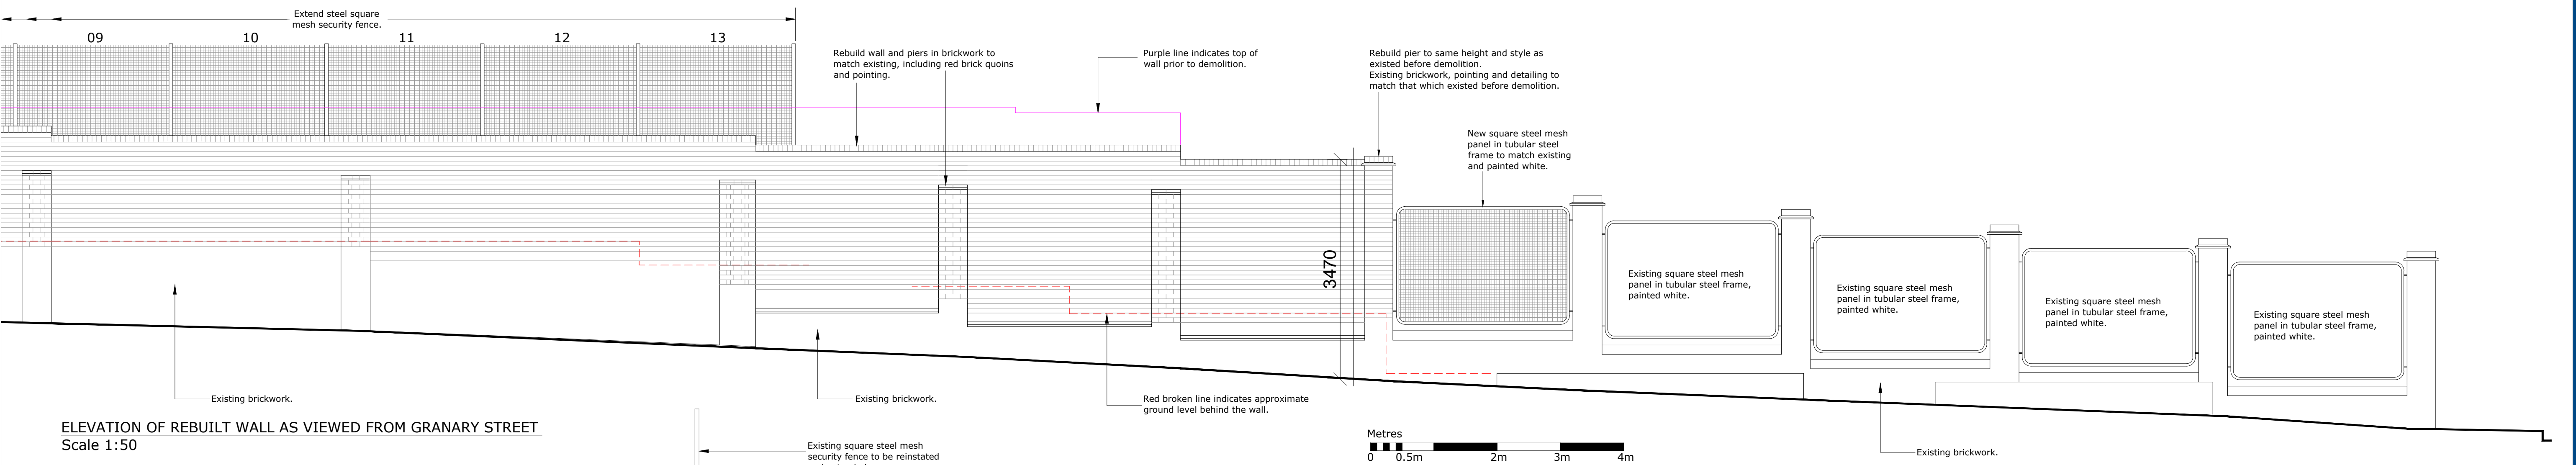 Extend steel square
mesh security fence.
09
10
11
12
13
Rebuild wall and piers in brickwork to
match existing, including red brick quoins
and pointing.
Purple line indicates top of
wall prior to demolition.
Rebuild pier to same height and style as
existed before demolition.
Existing brickwork, pointing and detailing to
match that which existed before demolition.
New square steel mesh
panel in tubular steel
frame to match existing
and painted white.
3470
Existing square steel mesh
panel in tubular steel frame,
painted white.
Existing square steel mesh
panel in tubular steel frame,
painted white.
Existing square steel mesh
panel in tubular steel frame,
painted white.
Existing square steel mesh
panel in tubular steel frame,
painted white.
Existing brickwork.
Existing brickwork.
Red broken line indicates approximate
ground level behind the wall.
Existing brickwork.
ELEVATION OF REBUILT WALL AS VIEWED FROM GRANARY STREET
Scale 1:50
Existing square steel mesh
security fence to be reinstated
Metres
0 0.5m 2m 3m 4m